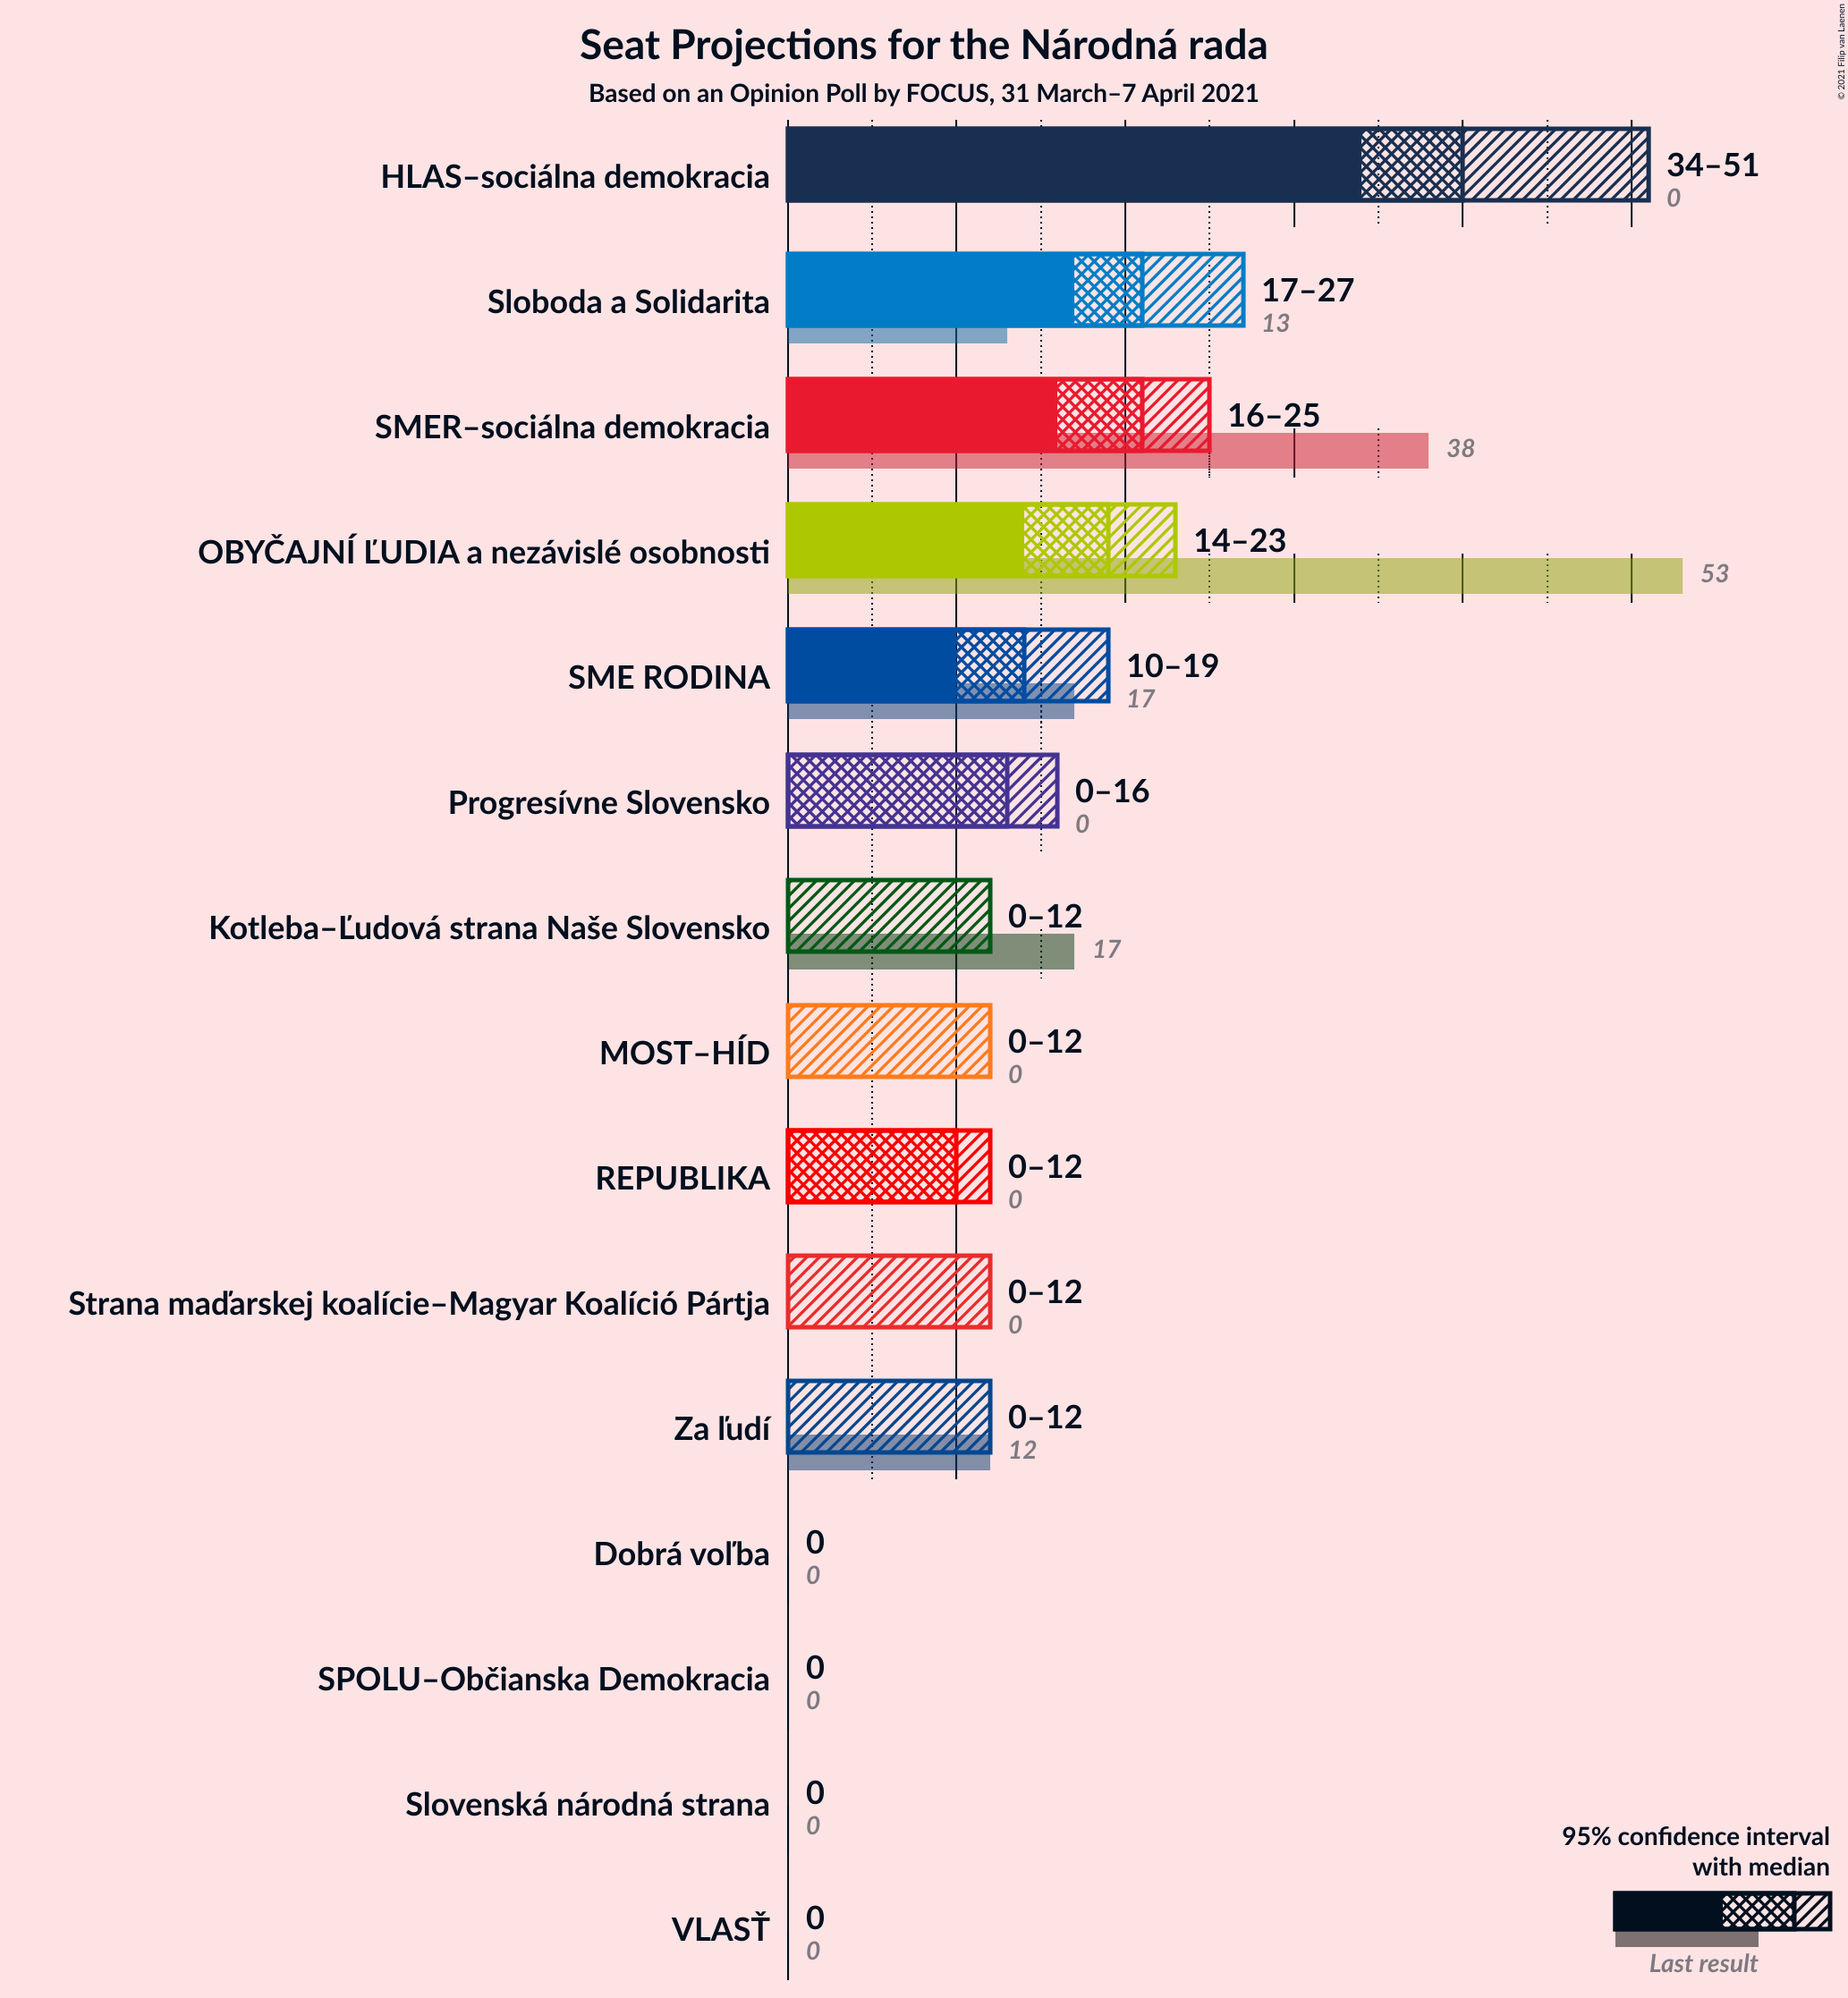 Seat Projections for the Národná rada
Based on an Opinion Poll by FOCUS, 31 March–7 April 2021
© 2021 Filip van Laenen
HLAS–sociálna demokracia
34–51
0
Sloboda a Solidarita
17–27
13
SMER–sociálna demokracia
16–25
38
OBYČAJNÍ ĽUDIA a nezávislé osobnosti
14–23
53
SME RODINA
10–19
17
Progresívne Slovensko
0–16
0
Kotleba–Ľudová strana Naše Slovensko
0–12
17
MOST–HÍD
0–12
0
REPUBLIKA
0–12
0
Strana maďarskej koalície–Magyar Koalíció Pártja
0–12
0
Za ľudí
0–12
12
Dobrá voľba
0
0
SPOLU–Občianska Demokracia
0
0
Slovenská národná strana
0
0
VLASŤ
0
0
95% confidence interval
with median
Last result